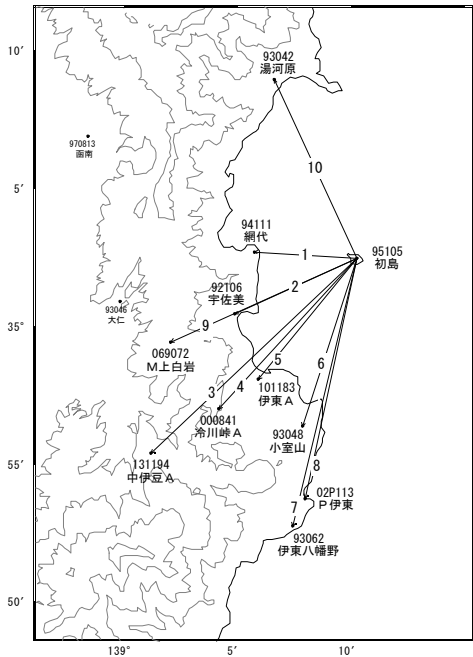 10′
93042
湯河原
970813
函南
10
5′
94111
網代
1
95105
初島
2
92106
宇佐美
93046
大仁
35′
9
069072
M上白岩
3
4
5
6
101183
伊東A
000841
冷川峠A
93048
小室山
131194
中伊豆A
55′
8
02P113
P伊東
7
93062
伊東八幡野
50′
139°
5′
10′